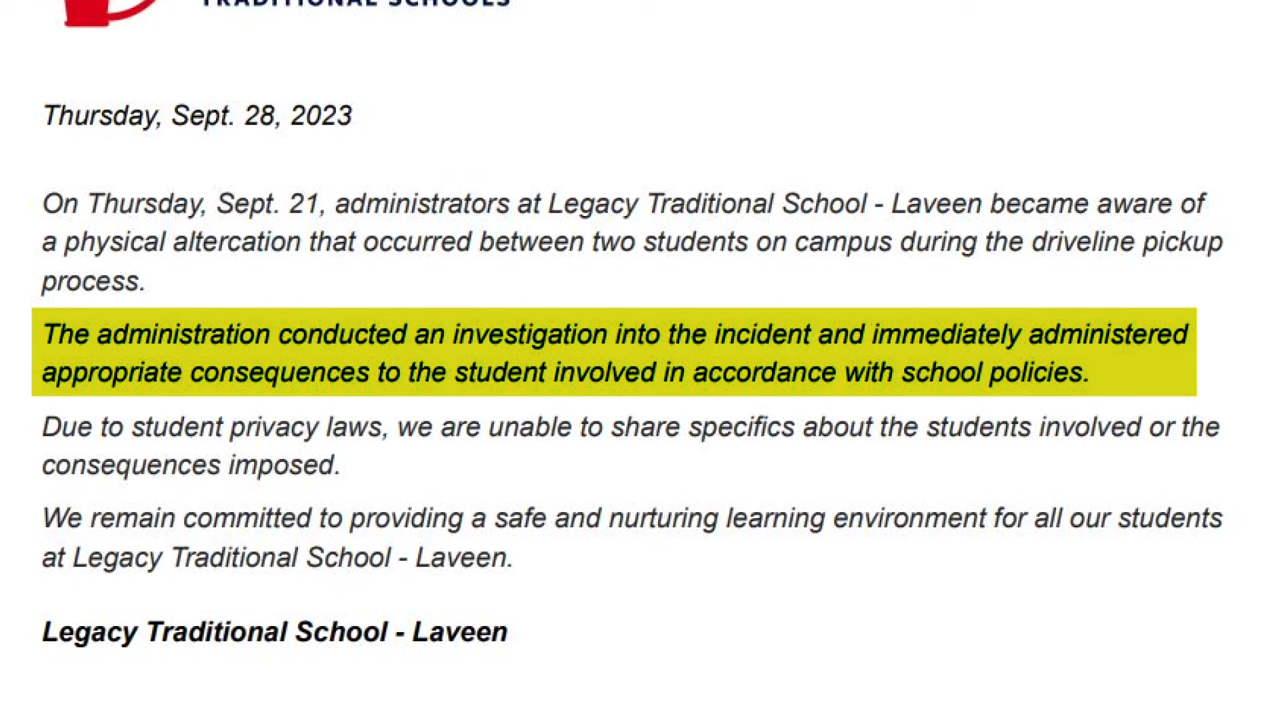 TRADITIONAL SCHOOLS
Thursday, Sept. 28, 2023
On Thursday, Sept. 21, administrators at Legacy Traditional School - Laveen became aware of
a physical altercation that occurred between two students on campus during the driveline pickup
process.
The administration conducted an investigation into the incident and immediately administered
appropriate consequences to the student involved in accordance with school policies.
Due to student privacy laws, we are unable to share specifics about the students involved or the
consequences imposed.
We remain committed to providing a safe and nurturing learning environment for all our students
at Legacy Traditional School - Laveen.
Legacy Traditional School - Laveen